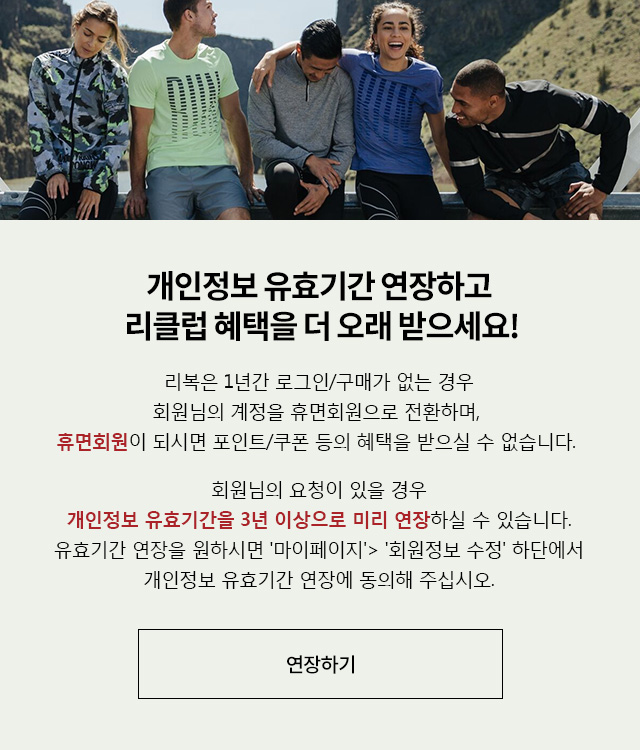 개인정보 유효기간 연장하고
리클럽 혜택을 더 오래 받으세요!
리복은 1년간 로그인/구매가 없는 경우
회원님의 계정을 휴면회원으로 전환하며,
휴면회원이 되시면 포인트/쿠폰 등의 혜택을 받으실 수 없습니다.
회원님의 요청이 있을 경우
개인정보 유효기간을 3년 이상으로 미리 연장하실 수 있습니다.
유효기간 연장을 원하시면 '마이페이지'> '회원정보 수정' 하단에서
개인정보 유효기간 연장에 동의해 주십시오.
연장하기